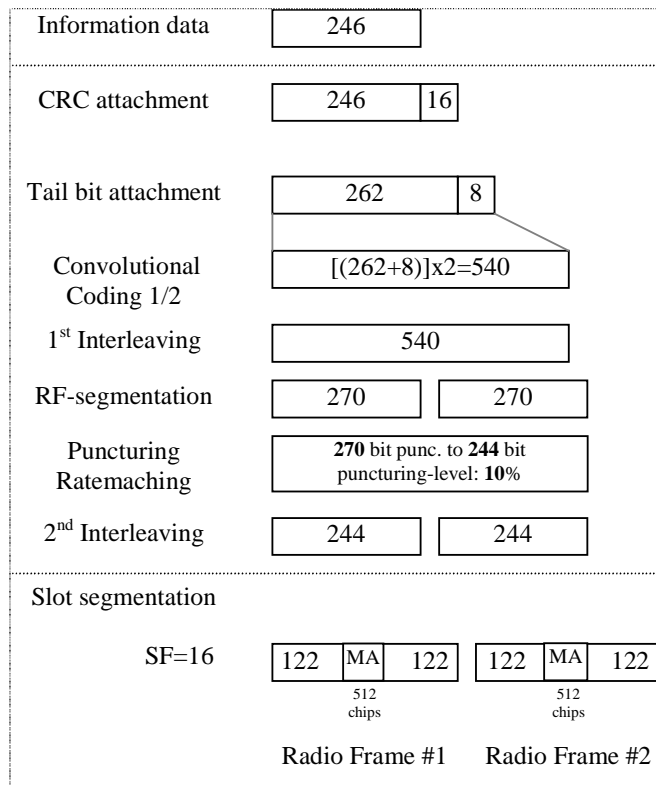 Information data 246
CRC attachment 246 16
Tail bit attachment 262 8
Convolutional
Coding 1/2
[(262+8)]x2=540
1st Interleaving 540
RF-segmentation 270 270
Puncturing
Ratemaching
270 bit punc. to 244 bit
puncturing-level: 10%
2nd Interleaving 244 244
Slot segmentation
SF=16 122 MA 122 122 MA 122
512 512
chips chips
Radio Frame #1 Radio Frame #2